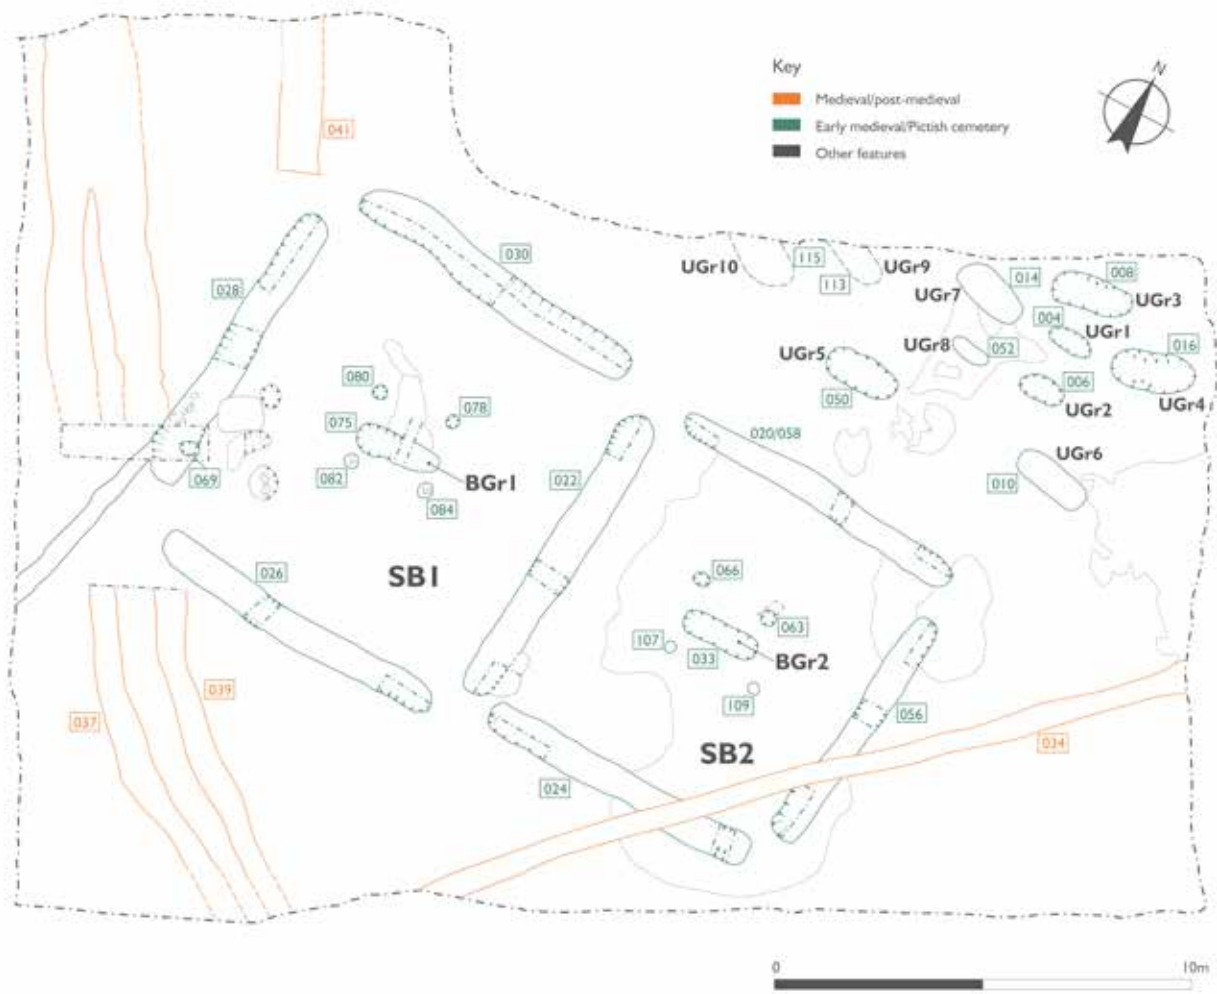 Key
N
Medieval/post-medieval
Early medieval/Pictish cemetery
Other features
041
030
028
UGr10
115
UGr9
113
014
UGr7
008
UGr3
004
UGr1
UGr8
052
016
UGr5
050
006
UGr2
UGr4
080
078
075
082
069
084
BGr1
022
020/058
UGr6
010
026
SB1
066
063
107
033
BGr2
109
039
037
056
034
SB2
024
0
10m